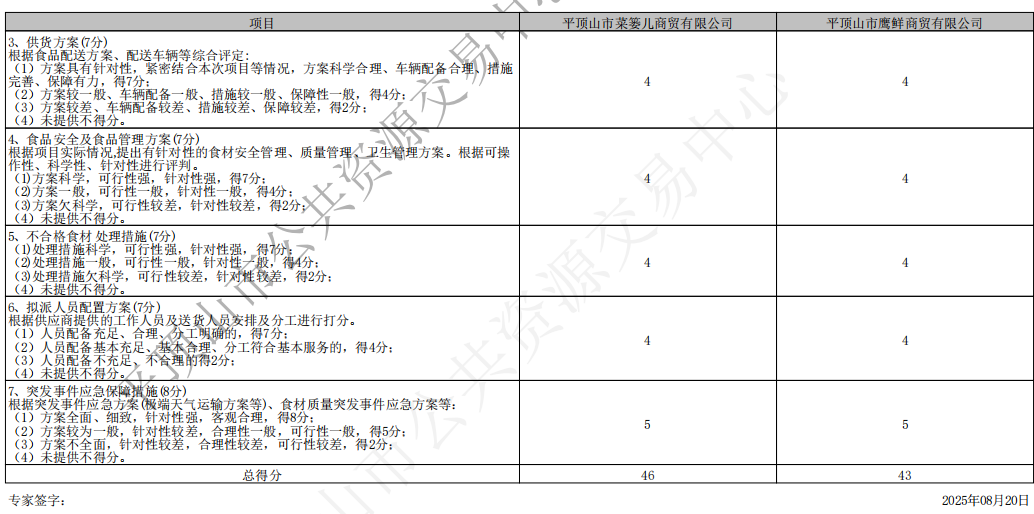 项目 平顶山市菜篓儿商贸有限公司 平顶山市鹰鲜商贸有限公司
3、供货方案(7分)
根据食品配送方案、配送车辆等综合评定:
（1）方案具有针对性，紧密结合本次项目等情况，方案科学合理、车辆配备合理、措施
完善、保障有力，得7分；
（2）方案较一般、车辆配备一般、措施较一般、保障性一般，得4分；
（3）方案较差、车辆配备较差、措施较差、保障较差，得2分；
（4）未提供不得分。
4 4
4、食品安全及食品管理方案(7分)
根据项目实际情况,提出有针对性的食材安全管理、质量管理、卫生管理方案。根据可操
作性、科学性、针对性进行评判。
(1)方案科学，可行性强，针对性强，得7分；
(2)方案一般，可行性一般，针对性一般，得4分；
(3)方案欠科学，可行性较差，针对性较差，得2分；
(4）未提供不得分。
4 4
5、不合格食材 处理措施(7分)
(1)处理措施科学，可行性强，针对性强，得7分；
(2)处理措施一般，可行性一般，针对性一般，得4分；
(3)处理措施欠科学，可行性较差，针对性较差，得2分；
(4）未提供不得分。
4 4
6、拟派人员配置方案(7分)
根据供应商提供的工作人员及送货人员安排及分工进行打分。
（1）人员配备充足、合理、分工明确的，得7分；
（2）人员配备基本充足、基本合理、分工符合基本服务的，得4分；
（3）人员配备不充足、不合理的得2分；
（4）未提供不得分。
4 4
7、突发事件应急保障措施(8分)
根据突发事件应急方案(极端天气运输方案等)、食材质量突发事件应急方案等:
（1）方案全面、细致，针对性强，客观合理，得8分；
（2）方案较为一般，针对性较差，合理性一般，可行性一般，得5分；
（3）方案不全面，针对性较差，合理性较差，可行性较差，得2分；
（4）未提供不得分。
5 5
总得分 46 43
专家签字： 2025年08月20日
平顶山市公共资源交易中心
山市公共资源交易中心